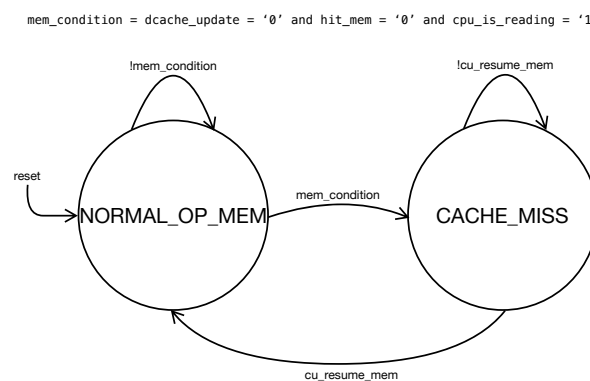 mem_condition = dcache_update = ‘0’ and hit_mem = ‘0’ and cpu_is_reading = ‘1
!mem_condition
!cu_resume_mem
reset
mem_condition
NORMAL_OP_MEM
CACHE_MISS
cu_resume_mem